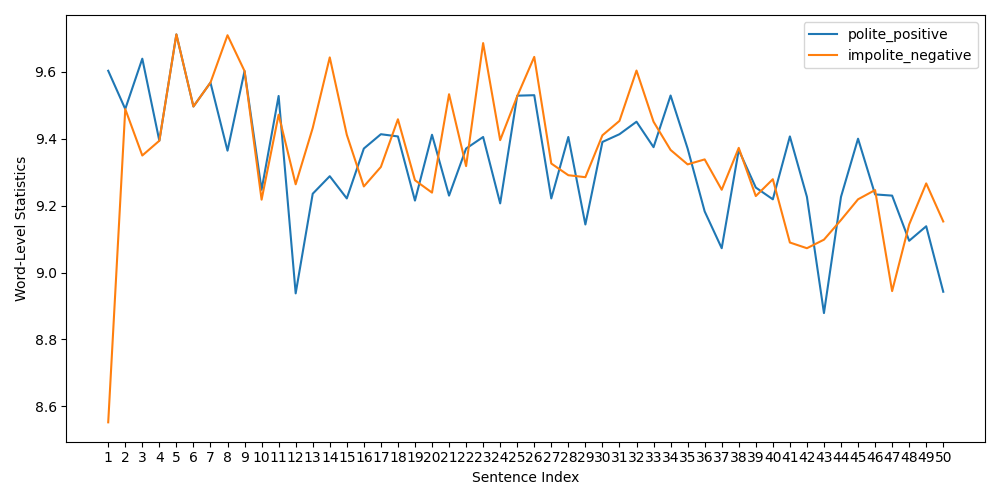 polite_positive
impolite_negative
Word-Level Statistics
9.6
9.4
9.2
9.0
8.8
8.6
1 2 3 4 5 6 7 8 9 10 11 12 13 14 15 16 17 18 19 20 21 22 23 24 25 26 27 28 29 30 31 32 33 34 35 36 37 38 39 40 41 42 43 44 45 46 47 48 49 50
Sentence Index